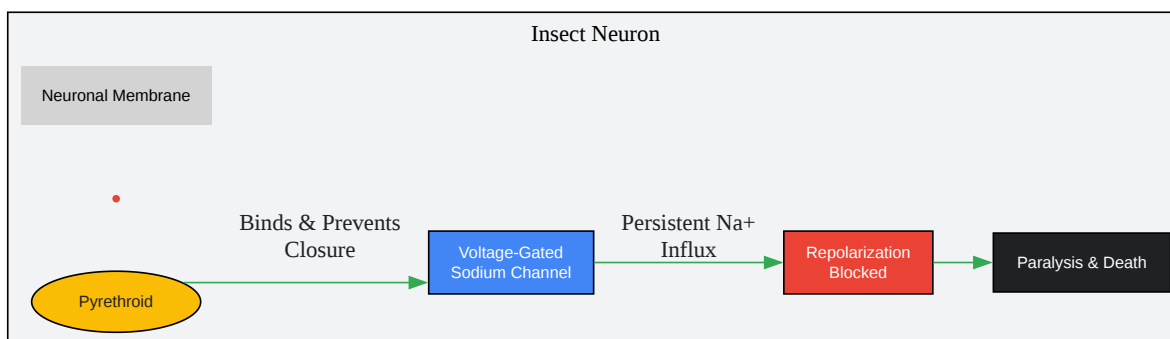 Insect Neuron
Neuronal Membrane
Binds & Prevents
Closure
Persistent Na+
Influx
Voltage-Gated
Sodium Channel
Repolarization
Blocked
Paralysis & Death
Pyrethroid